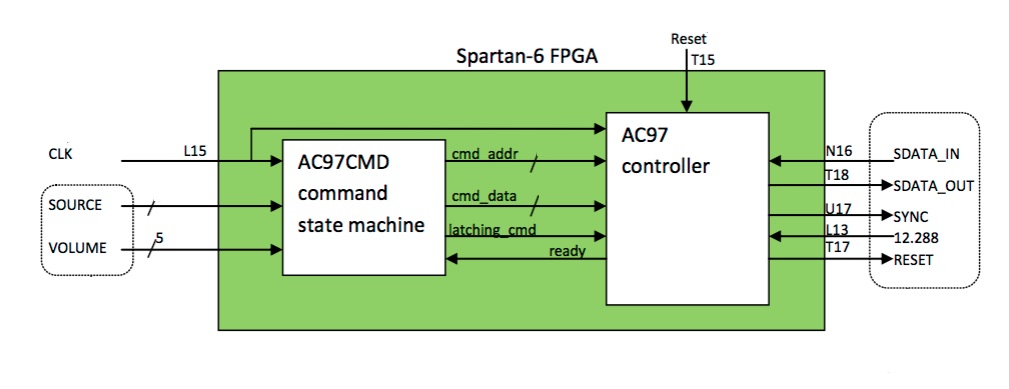 Reset
Spartan-6 FPGA
T15
CLK
L15
AC97CMD
command
state machine
cmd_addr
AC97
controller
N16
SDATA_IN
T18
SDATA_OUT
SOURCE
cmd_data
U17
SYNC
VOLUME
5
latching_cmd
L13
12.288
ready
T17
RESET